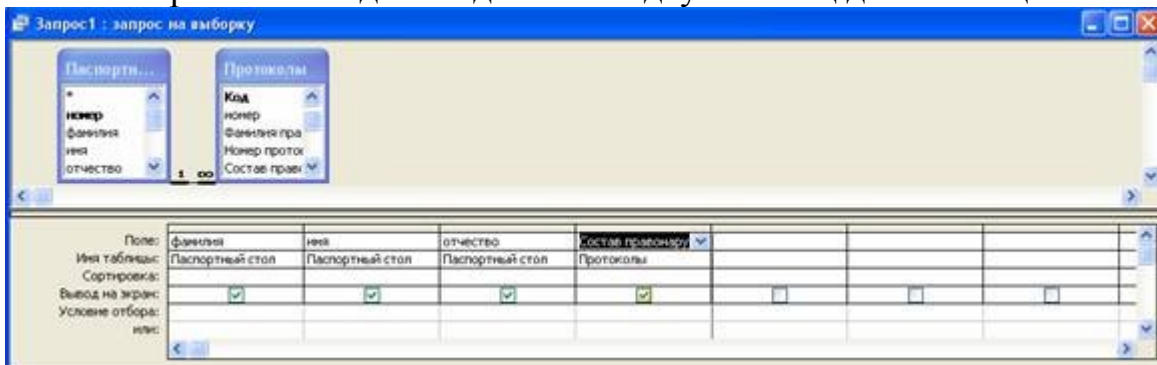 Запрос1 : запрос на выборку
Паспортн... Протоколы
*
номер
фамилия
имя
отчество
Код
номер
Фамилия пра
Номер проток
Состав праві
1 ∞
Поле: фамилия имя отчество Состав правонару
Имя таблицы: Паспортный стол Паспортный стол Паспортный стол Протоколы
Сортировка:
Вывод на экран:
Условие отбора:
или: